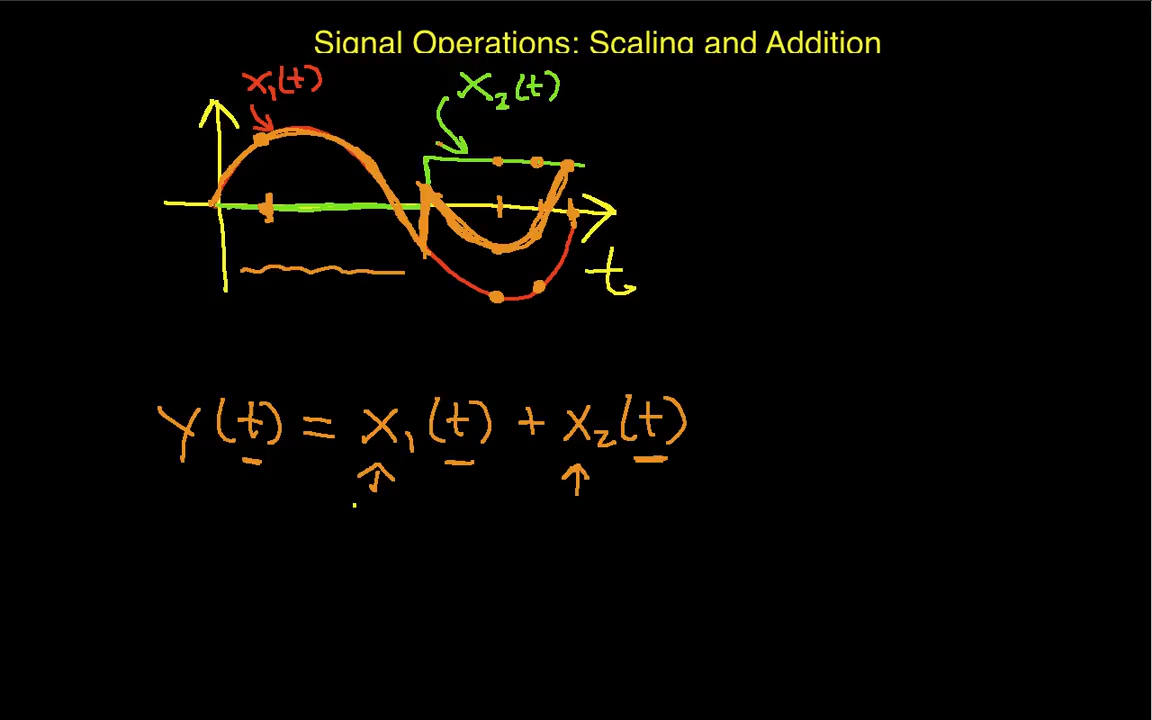 Signal Operations: Scaling and Addition
x₁(t)
x₂(t)
t
y(t) = x₁(t) + x₂(t)